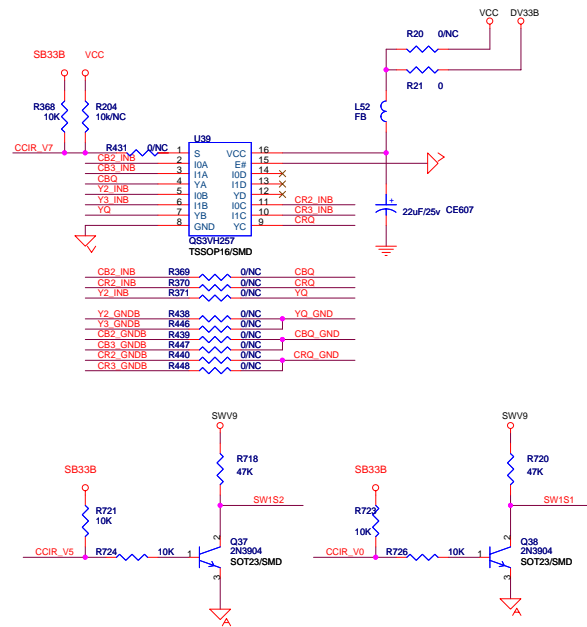 VCC DV33B
R20 0/NC
R21 0
SB33B VCC
R368 10K
R204 10k/NC
L52 FB
U39
CCIR_V7 R431 0/NC 1 S VCC 16
CB2_INB 2 I0A E# 15
CB3_INB 3 I1A I0D 14
CBQ 4 YA I1D 13
Y2_INB 5 I0B YD 12
Y3_INB 6 I1B I0C 11 CR2_INB
YQ 7 YB I1C 10 CR3_INB
8 GND YC 9 CRQ
QS3VH257
TSSOP16/SMD
+
22uF/25v CE607
CB2_INB R369 0/NC CBQ
CR2_INB R370 0/NC CRQ
Y2_INB R371 0/NC YQ
Y2_GNDB R438 0/NC YQ_GND
Y3_GNDB R446 0/NC
CB2_GNDB R439 0/NC CBQ_GND
CB3_GNDB R447 0/NC
CR2_GNDB R440 0/NC CRQ_GND
CR3_GNDB R448 0/NC
SWV9
R718
47K
SB33B
R721
10K
SW1S2
CCIR_V5 R724 10K 1
2
3
Q37
2N3904
SOT23/SMD
A
SWV9
R720
47K
SB33B
R723
10K
SW1S1
CCIR_V0 R726 10K 1
2
3
Q38
2N3904
SOT23/SMD
A